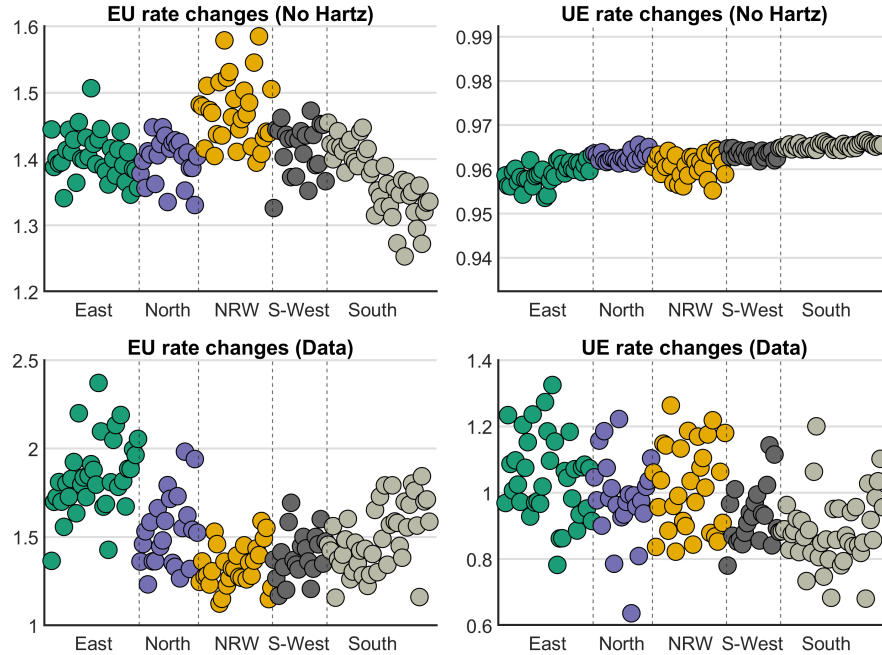 EU rate changes (No Hartz)
1.6
1.5
1.4
1.3
1.2
East North NRW S-West South
UE rate changes (No Hartz)
0.99
0.98
0.97
0.96
0.95
0.94
East North NRW S-West South
EU rate changes (Data)
2.5
2
1.5
1
East North NRW S-West South
UE rate changes (Data)
1.4
1.2
1
0.8
0.6
East North NRW S-West South